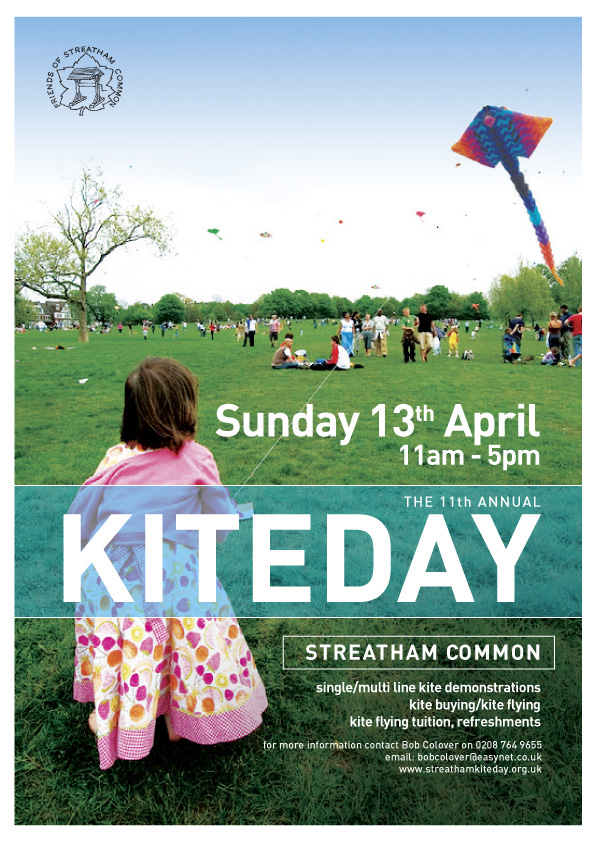 FRIENDS OF STREATHAM COMMON
Sunday 13th April
11am - 5pm
THE 11th ANNUAL
KITEDAY
STREATHAM COMMON
single/multi line kite demonstrations
kite buying/kite flying
kite flying tuition, refreshments
for more information contact Bob Colover on 0208 764 9655
email: bobcolover@easynet.co.uk
www.streathamkiteday.org.uk